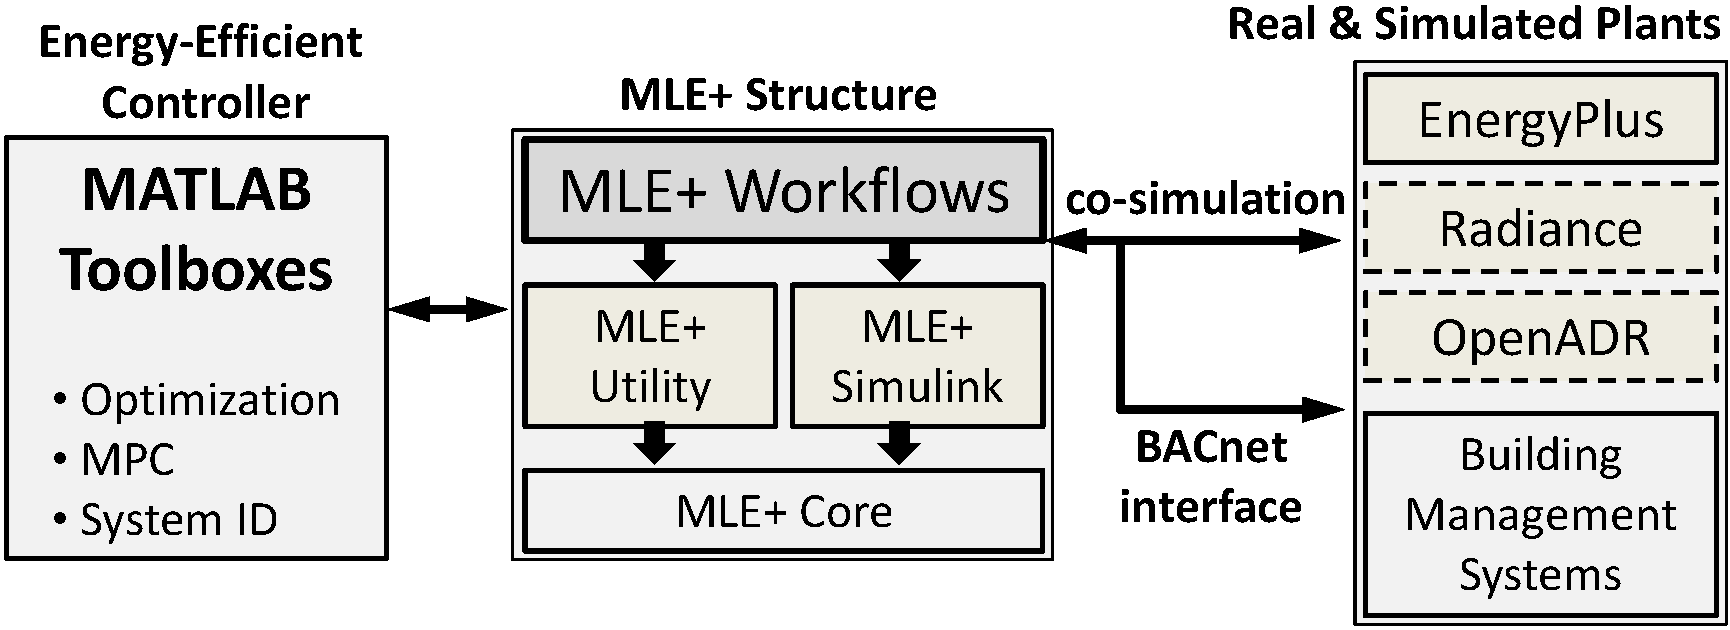 Energy-Efficient
Controller
MATLAB
Toolboxes
• Optimization
• MPC
• System ID
MLE+ Structure
MLE+ Workflows
MLE+
Utility
MLE+
Simulink
MLE+ Core
co-simulation
BACnet
interface
Real & Simulated Plants
EnergyPlus
Radiance
OpenADR
Building
Management
Systems